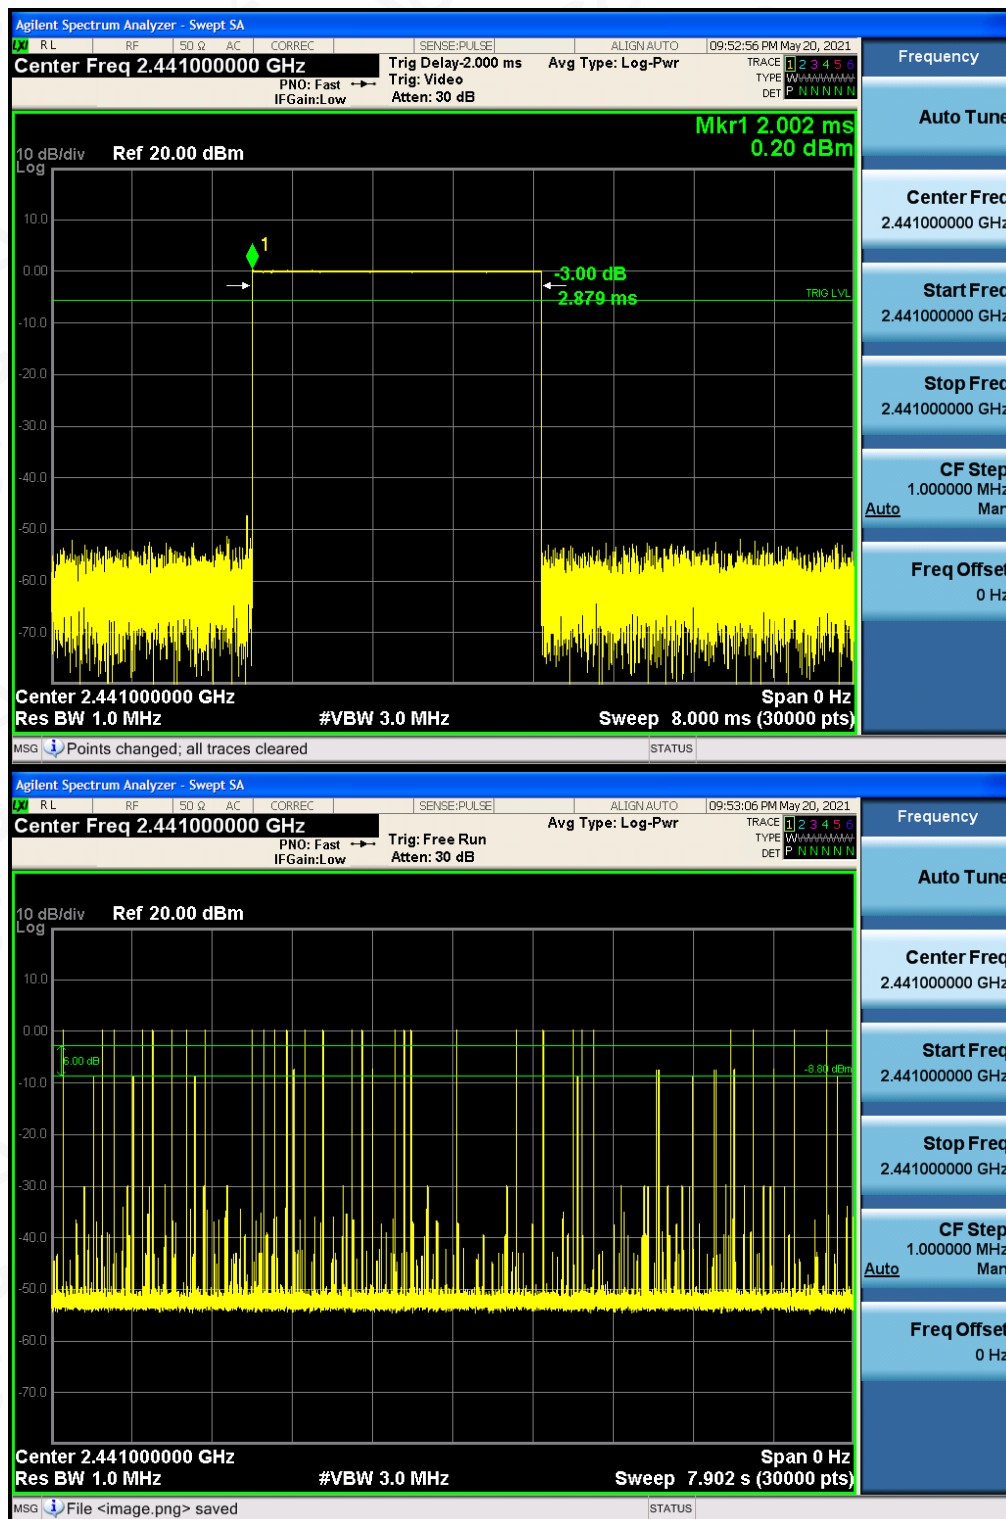 Agilent Spectrum Analyzer - Swept SA
LXI RL RF 50 Ω AC CORREC SENSE:PULSE ALIGN AUTO 09:52:56 PM May 20, 2021
Center Freq 2.441000000 GHz
PNO: Fast
IFGain:Low
Trig Delay-2.000 ms
Trig: Video
Atten: 30 dB
Avg Type: Log-Pwr
TRACE 1 2 3 4 5 6
TYPE WWWWWW
DET P N N N N N
Mkr1 2.002 ms
0.20 dBm
10 dB/div
Log
Ref 20.00 dBm
10.0
1
0.00
-3.00 dB
2.879 ms
TRIG LVL
-10.0
-20.0
-30.0
-40.0
-50.0
-60.0
-70.0
Center 2.441000000 GHz
Span 0 Hz
Res BW 1.0 MHz
#VBW 3.0 MHz
Sweep 8.000 ms (30000 pts)
MSG Points changed; all traces cleared
STATUS
Frequency
Auto Tune
Center Freq
2.441000000 GHz
Start Freq
2.441000000 GHz
Stop Freq
2.441000000 GHz
CF Step
1.000000 MHz
Auto Man
Freq Offset
0 Hz
Agilent Spectrum Analyzer - Swept SA
LXI RL RF 50 Ω AC CORREC SENSE:PULSE ALIGN AUTO 09:53:06 PM May 20, 2021
Center Freq 2.441000000 GHz
PNO: Fast
IFGain:Low
Trig: Free Run
Atten: 30 dB
Avg Type: Log-Pwr
TRACE 1 2 3 4 5 6
TYPE WWWWWW
DET P N N N N N
10 dB/div
Log
Ref 20.00 dBm
10.0
0.00
6.00 dB
-8.80 dBm
-10.0
-20.0
-30.0
-40.0
-50.0
-60.0
-70.0
Center 2.441000000 GHz
Span 0 Hz
Res BW 1.0 MHz
#VBW 3.0 MHz
Sweep 7.902 s (30000 pts)
MSG File <image.png> saved
STATUS
Frequency
Auto Tune
Center Freq
2.441000000 GHz
Start Freq
2.441000000 GHz
Stop Freq
2.441000000 GHz
CF Step
1.000000 MHz
Auto Man
Freq Offset
0 Hz